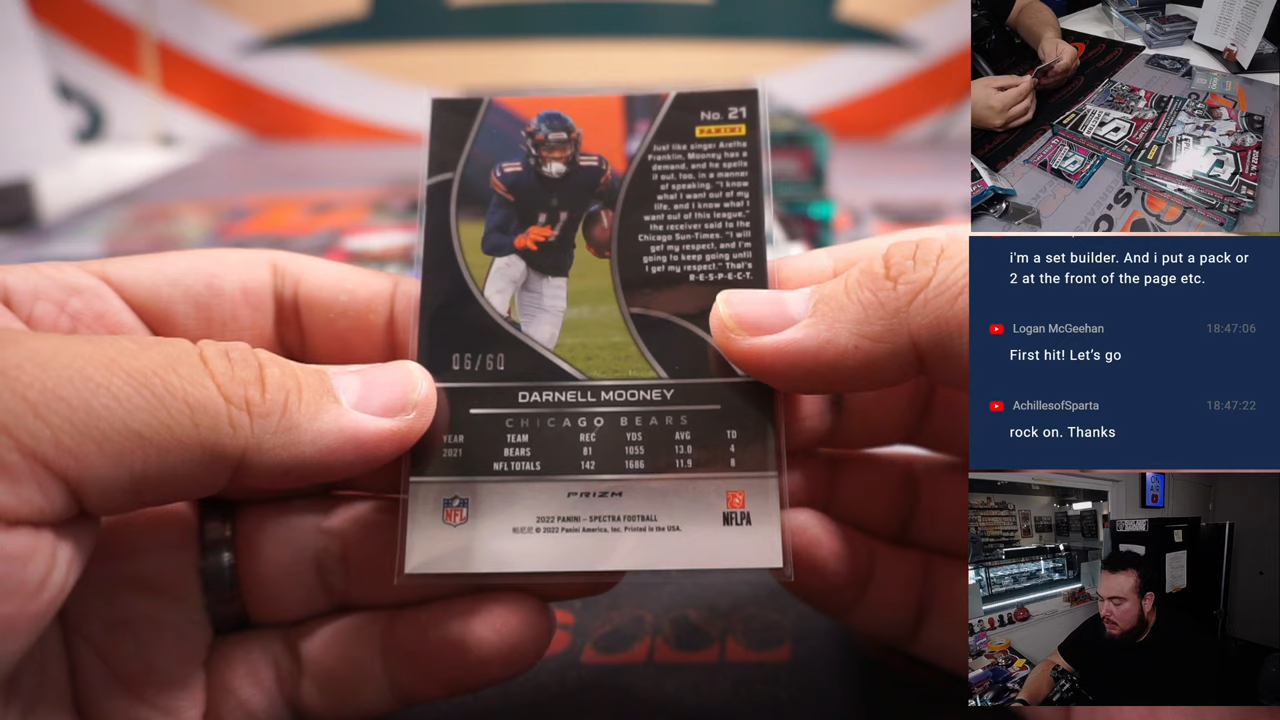 No. 21
PANINI
Just like singer Aretha
Franklin, Mooney has a
demand, and he spells
it out, too, in a manner
of speaking. "I know
what I want out of my
life, and I know what I
want out of this league,"
the receiver said to the
Chicago Sun-Times. "I will
get my respect, and I'm
going to keep going until
I get my respect." That's
R-E-S-P-E-C-T.
11
06/60
DARNELL MOONEY
CHICAGO BEARS
YEAR TEAM REC YDS AVG TD
2021 BEARS 81 1055 13.0 4
NFL TOTALS 142 1686 11.9 8
PRIZM
NFL
NFLPA
2022 PANINI – SPECTRA FOOTBALL
© 2022 Panini America, Inc. Printed in the USA.
i'm a set builder. And i put a pack or
2 at the front of the page etc.
Logan McGeehan 18:47:06
First hit! Let's go
AchillesofSparta 18:47:22
rock on. Thanks
ON
AIR